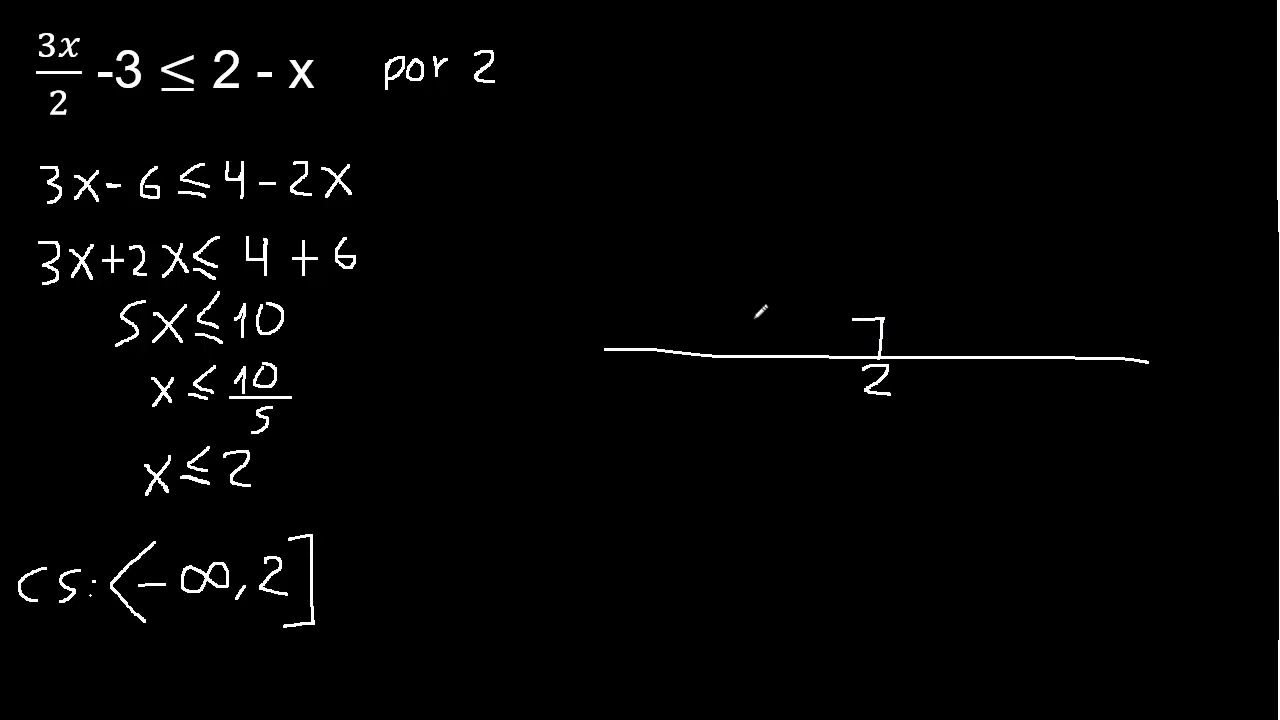 3x/2 -3 ≤ 2 - x por 2
3x - 6 ≤ 4 - 2x
3x + 2x ≤ 4 + 6
5x ≤ 10
x ≤ 10/5
x ≤ 2
2
CS: ⟨-∞, 2]